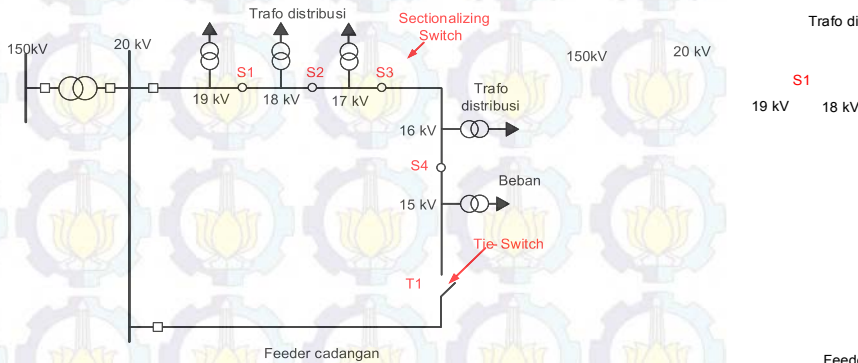 Trafo distribusi
Sectionalizing
Switch
150kV
20 kV
S1
S2
S3
19 kV
18 kV
17 kV
Trafo
distribusi
16 kV
S4
Beban
15 kV
Tie- Switch
T1
Feeder cadangan
Trafo di
150kV
20 kV
S1
19 kV
18 kV
Feede